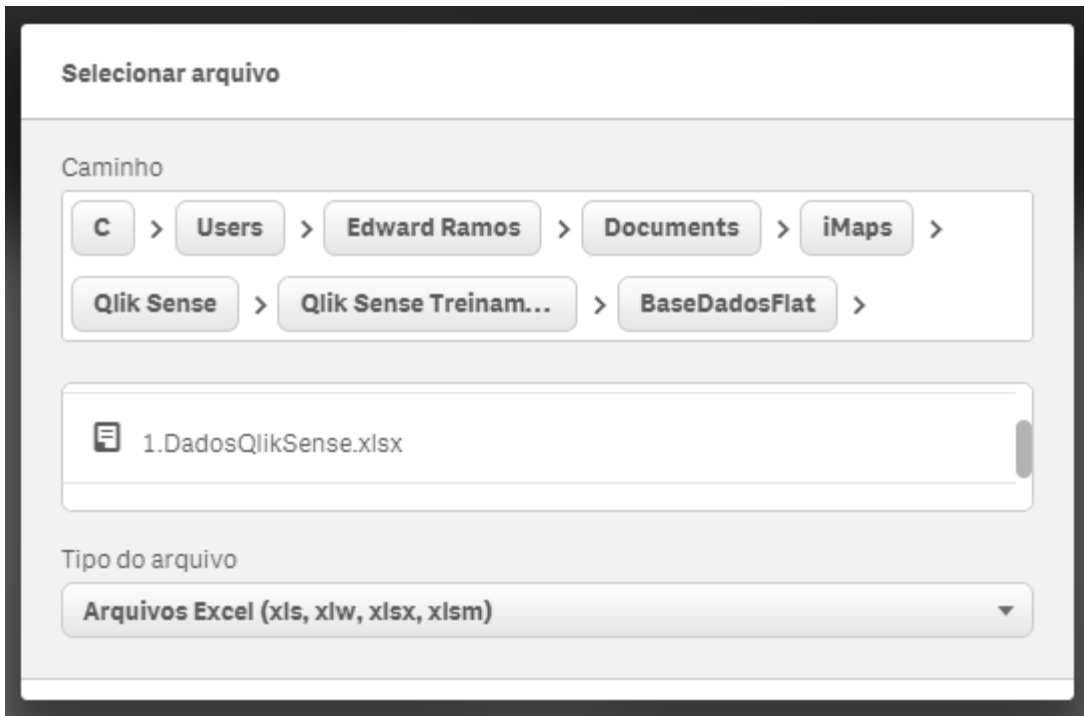 Selecionar arquivo
Caminho
C > Users > Edward Ramos > Documents > iMaps >
Qlik Sense > Qlik Sense Treinam... > BaseDadosFlat >
1.DadosQlikSense.xlsx
Tipo do arquivo
Arquivos Excel (xls, xlw, xlsx, xlsm)